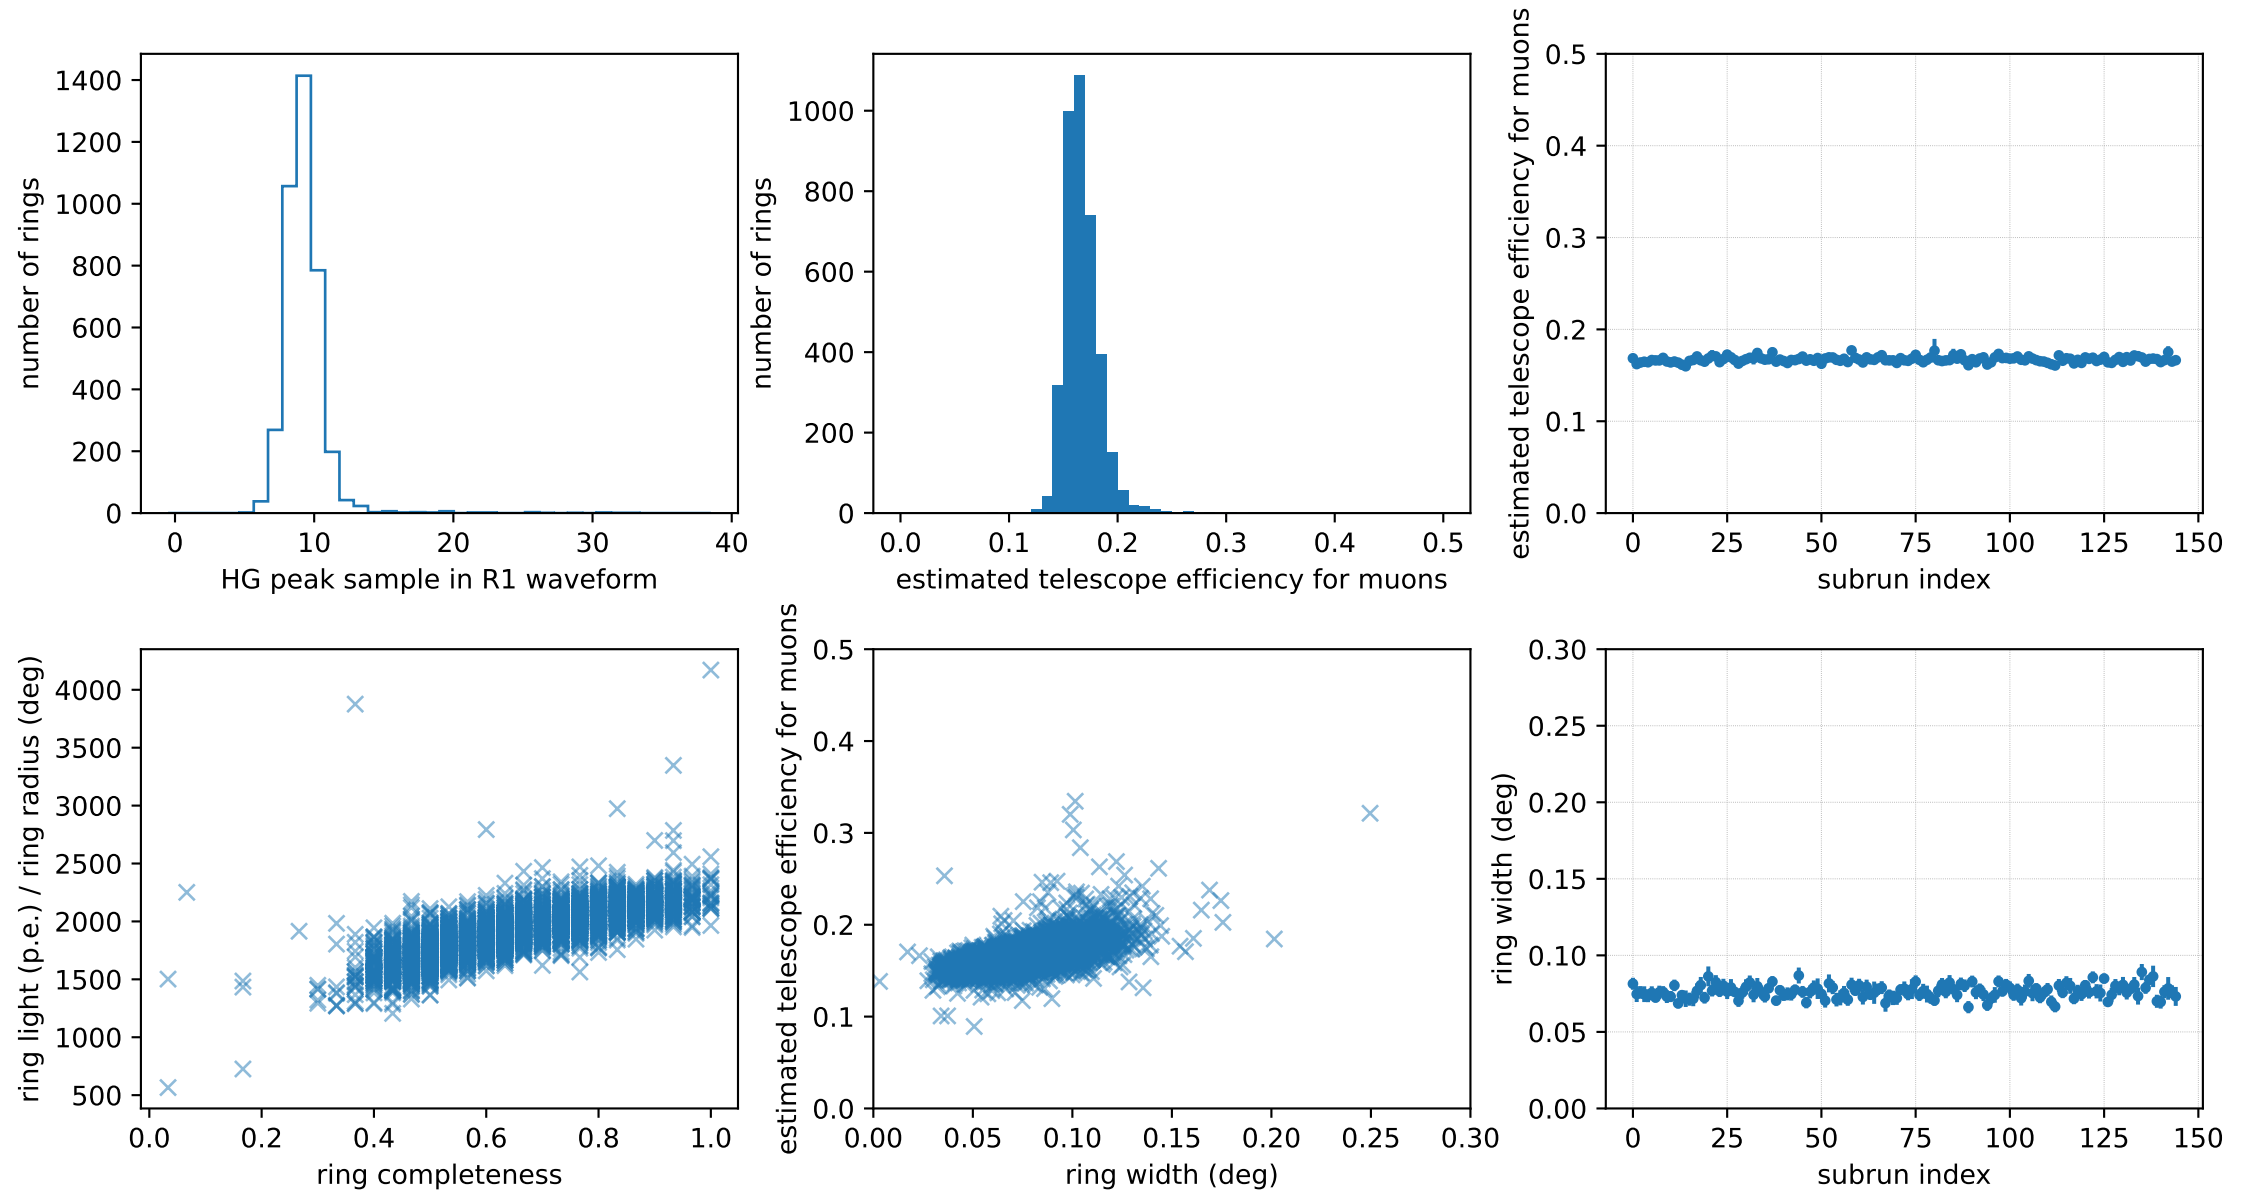 number of rings
1400
1200
1000
800
600
400
200
0
0 10 20 30 40
HG peak sample in R1 waveform
number of rings
1000
800
600
400
200
0
0.0 0.1 0.2 0.3 0.4 0.5
estimated telescope efficiency for muons
estimated telescope efficiency for muons
0.5
0.4
0.3
0.2
0.1
0.0
0 25 50 75 100 125 150
subrun index
ring light (p.e.) / ring radius (deg)
4000
3500
3000
2500
2000
1500
1000
500
0.0 0.2 0.4 0.6 0.8 1.0
ring completeness
estimated telescope efficiency for muons
0.5
0.4
0.3
0.2
0.1
0.0
0.00 0.05 0.10 0.15 0.20 0.25 0.30
ring width (deg)
ring width (deg)
0.30
0.25
0.20
0.15
0.10
0.05
0.00
0 25 50 75 100 125 150
subrun index